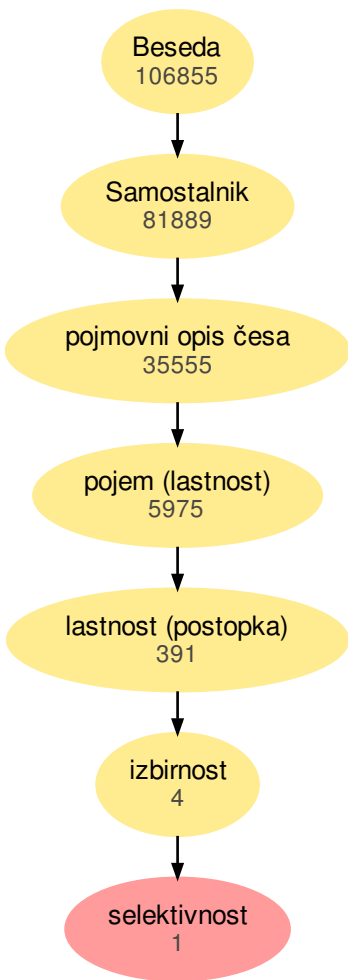 Beseda
106855
Samostalnik
81889
pojmovni opis česa
35555
pojem (lastnost)
5975
lastnost (postopka)
391
izbirnost
4
selektivnost
1